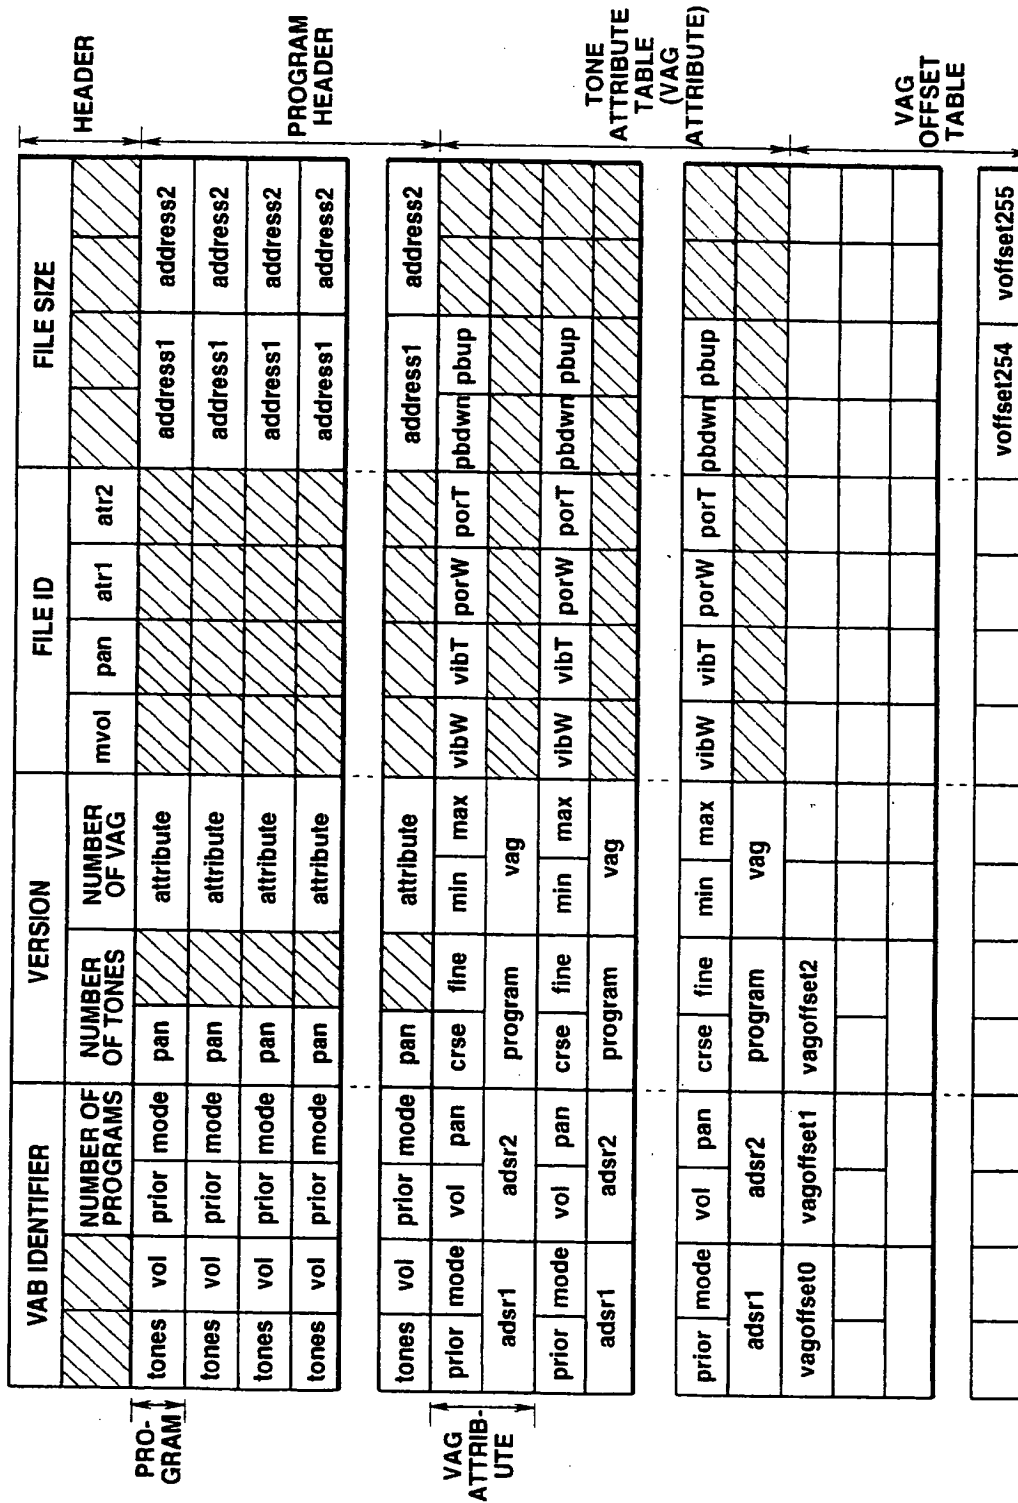 VAB IDENTIFIER VERSION FILE ID FILE SIZE
HEADER
NUMBER OF PROGRAMS NUMBER OF TONES NUMBER OF VAG mvol pan atr1 atr2
PRO-
GRAM
tones vol prior mode pan attribute address1 address2
PROGRAM
HEADER
tones vol prior mode pan attribute address1 address2
tones vol prior mode pan attribute address1 address2
tones vol prior mode pan attribute address1 address2
tones vol prior mode pan attribute address1 address2
VAG
ATTRIB-
UTE
prior mode vol pan crse fine min max vibW vibT porW porT pbdwn pbup
adsr1 adsr2 program vag
TONE
ATTRIBUTE
TABLE
(VAG
ATTRIBUTE)
prior mode vol pan crse fine min max vibW vibT porW porT pbdwn pbup
adsr1 adsr2 program vag
prior mode vol pan crse fine min max vibW vibT porW porT pbdwn pbup
adsr1 adsr2 program vag
vagoffset0 vagoffset1 vagoffset2
VAG
OFFSET
TABLE
voffset254 voffset255